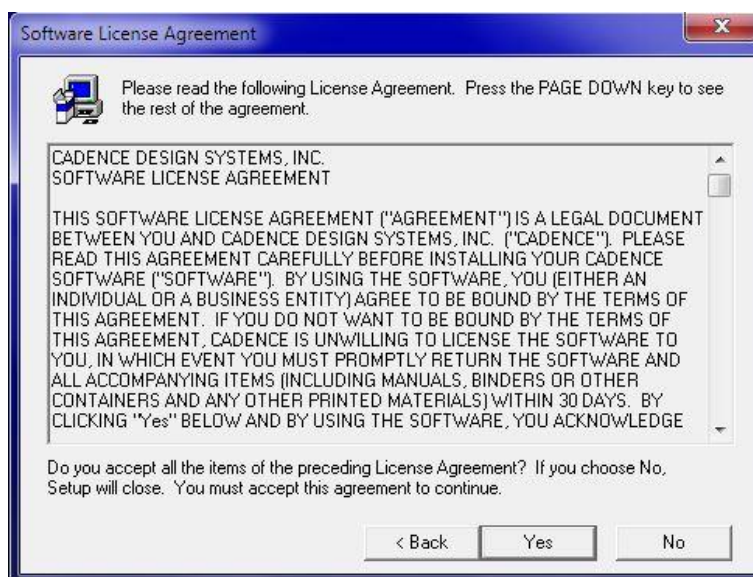 Software License Agreement
Please read the following License Agreement. Press the PAGE DOWN key to see
the rest of the agreement.
CADENCE DESIGN SYSTEMS, INC.
SOFTWARE LICENSE AGREEMENT
THIS SOFTWARE LICENSE AGREEMENT ("AGREEMENT") IS A LEGAL DOCUMENT
BETWEEN YOU AND CADENCE DESIGN SYSTEMS, INC. ("CADENCE"). PLEASE
READ THIS AGREEMENT CAREFULLY BEFORE INSTALLING YOUR CADENCE
SOFTWARE ("SOFTWARE"). BY USING THE SOFTWARE, YOU (EITHER AN
INDIVIDUAL OR A BUSINESS ENTITY) AGREE TO BE BOUND BY THE TERMS OF
THIS AGREEMENT. IF YOU DO NOT WANT TO BE BOUND BY THE TERMS OF
THIS AGREEMENT, CADENCE IS UNWILLING TO LICENSE THE SOFTWARE TO
YOU, IN WHICH EVENT YOU MUST PROMPTLY RETURN THE SOFTWARE AND
ALL ACCOMPANYING ITEMS (INCLUDING MANUALS, BINDERS OR OTHER
CONTAINERS AND ANY OTHER PRINTED MATERIALS) WITHIN 30 DAYS. BY
CLICKING "Yes" BELOW AND BY USING THE SOFTWARE, YOU ACKNOWLEDGE
Do you accept all the items of the preceding License Agreement? If you choose No,
Setup will close. You must accept this agreement to continue.
< Back
Yes
No